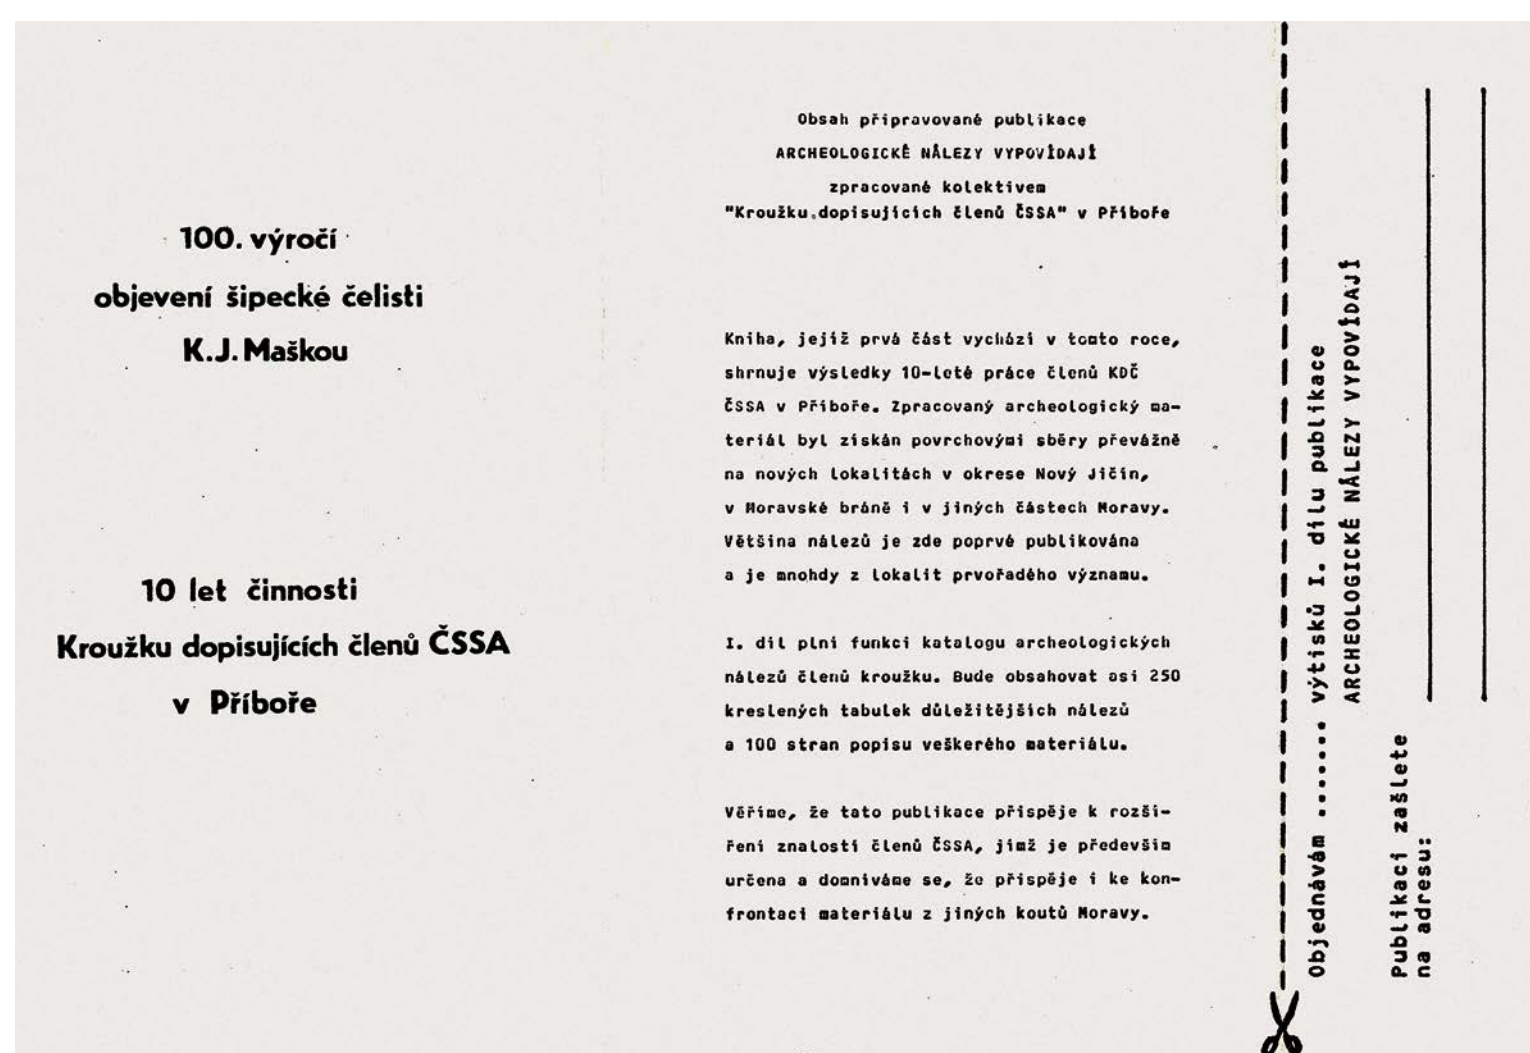 100. výročí
objevení šipecké čelisti
K.J. Maškou
10 let činnosti
Kroužku dopisujících členů ČSSA
v Příboře
Obsah připravované publikace
ARCHEOLOGICKÉ NÁLEZY VYPOVÍDAJÍ
zpracované kolektivem
"Kroužku dopisujících členů ČSSA" v Příboře
Kniha, jejíž prvá část vychází v tomto roce,
shrnuje výsledky 10-leté práce členů KDČ
ČSSA v Příboře. Zpracovaný archeologický ma-
teriál byl získán povrchovými sběry převážně
na nových lokalitách v okrese Nový Jičín,
v Moravské bráně i v jiných částech Moravy.
Většina nálezů je zde poprvé publikována
a je mnohdy z lokalit prvořadého významu.
I. díl plní funkci katalogu archeologických
nálezů členů kroužku. Bude obsahovat asi 250
kreslených tabulek důležitějších nálezů
a 100 stran popisu veškerého materiálu.
Věříme, že tato publikace přispěje k rozší-
ření znalostí členů ČSSA, jimž je především
určena a domníváme se, že přispěje i ke kon-
frontaci materiálu z jiných koutů Moravy.
Objednávám ....... výtisků I. dílu publikace
ARCHEOLOGICKÉ NÁLEZY VYPOVÍDAJÍ
Publikaci zašlete
na adresu: